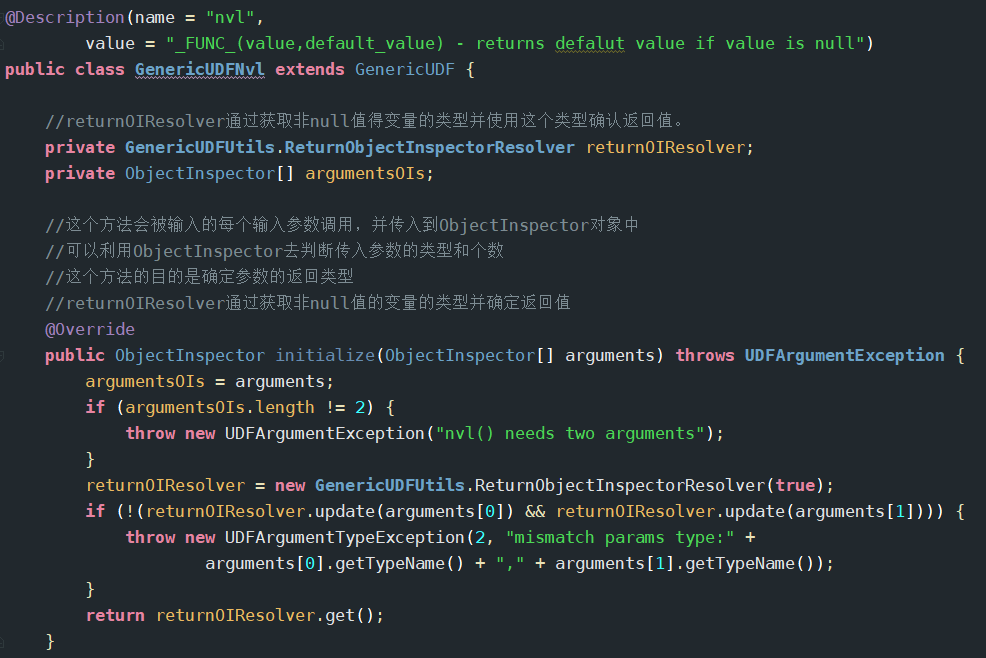 @Description(name = "nvl",
value = "_FUNC_(value,default_value) - returns defalut value if value is null")
public class GenericUDFNvl extends GenericUDF {
//returnOIResolver通过获取非null值得变量的类型并使用这个类型确认返回值。
private GenericUDFUtils.ReturnObjectInspectorResolver returnOIResolver;
private ObjectInspector[] argumentsOIs;
//这个方法会被输入的每个输入参数调用，并传入到ObjectInspector对象中
//可以利用ObjectInspector去判断传入参数的类型和个数
//这个方法的目的是确定参数的返回类型
//returnOIResolver通过获取非null值的变量的类型并确定返回值
@Override
public ObjectInspector initialize(ObjectInspector[] arguments) throws UDFArgumentException {
argumentsOIs = arguments;
if (argumentsOIs.length != 2) {
throw new UDFArgumentException("nvl() needs two arguments");
}
returnOIResolver = new GenericUDFUtils.ReturnObjectInspectorResolver(true);
if (!(returnOIResolver.update(arguments[0]) && returnOIResolver.update(arguments[1]))) {
throw new UDFArgumentTypeException(2, "mismatch params type:" +
arguments[0].getTypeName() + "," + arguments[1].getTypeName());
}
return returnOIResolver.get();
}